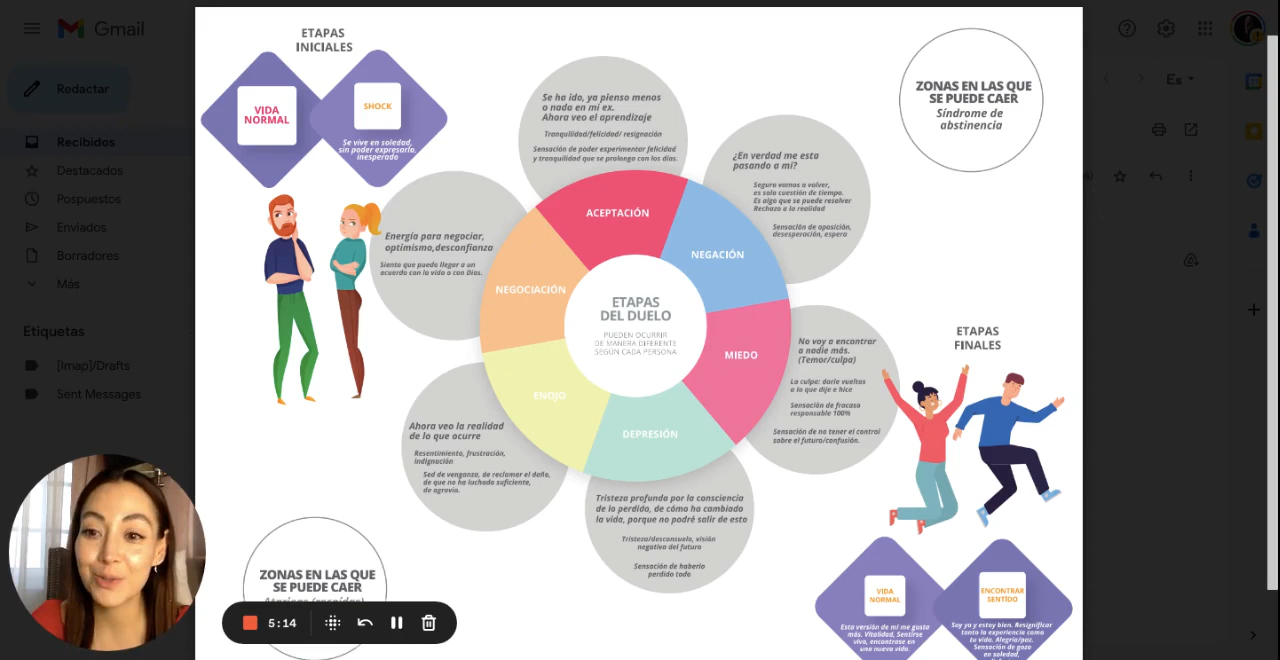 Gmail
Redactar
Recibidos
Destacados
Pospuestos
Enviados
Borradores
Más
Etiquetas
[Imap]/Drafts
Sent Messages
Es
ETAPAS
INICIALES
VIDA
NORMAL
SHOCK
Se vive en soledad,
sin poder expresarlo,
inesperado
ZONAS EN LAS QUE
SE PUEDE CAER
Síndrome de
abstinencia
Se ha ido, ya pienso menos
o nada en mi ex.
Ahora veo el aprendizaje
Tranquilidad/felicidad/ resignación
Sensación de poder experimentar felicidad
y tranquilidad que se prolongo con los días.
¿En verdad me esta
pasando a mí?
Seguro vamos a volver,
es solo cuestión de tiempo.
Es algo que se puede resolver
Rechazo a la realidad
Sensación de oposición,
desesperación, espera
Energía para negociar,
optimismo,desconfianza
Siento que puedo llegar a un
acuerdo con la vida o con Dios.
ACEPTACIÓN
NEGACIÓN
NEGOCIACIÓN
MIEDO
ENOJO
DEPRESIÓN
ETAPAS
DEL DUELO
PUEDEN OCURRIR
DE MANERA DIFERENTE
SEGÚN CADA PERSONA
No voy a encontrar
a nadie más.
(Temor/culpa)
La culpa: darle vueltas
a lo que dije e hice
Sensación de fracaso
responsable 100%
Sensación de no tener el control
sobre el futuro/confusión.
ETAPAS
FINALES
Ahora veo la realidad
de lo que ocurre
Resentimiento, frustración,
indignación
Sed de venganza, de reclamar el daño,
de que no ha luchado suficiente,
de agravio.
Tristeza profunda por la consciencia
de lo perdido, de cómo ha cambiado
la vida, porque no podré salir de esto
Tristeza/desconsuelo, visión
negativa del futuro
Sensación de haberlo
perdido todo
ZONAS EN LAS QUE
SE PUEDE CAER
5:14
VIDA
NORMAL
Esta versión de mi me gusta
más. Vitalidad, Sentirse
vivo, encontrase en
una nueva vida.
ENCONTRAR
SENTIDO
Soy yo y estoy bien. Resignificar
tanto la experiencia como
tu vida. Alegria/paz.
Sensación de gozo
en soledad,